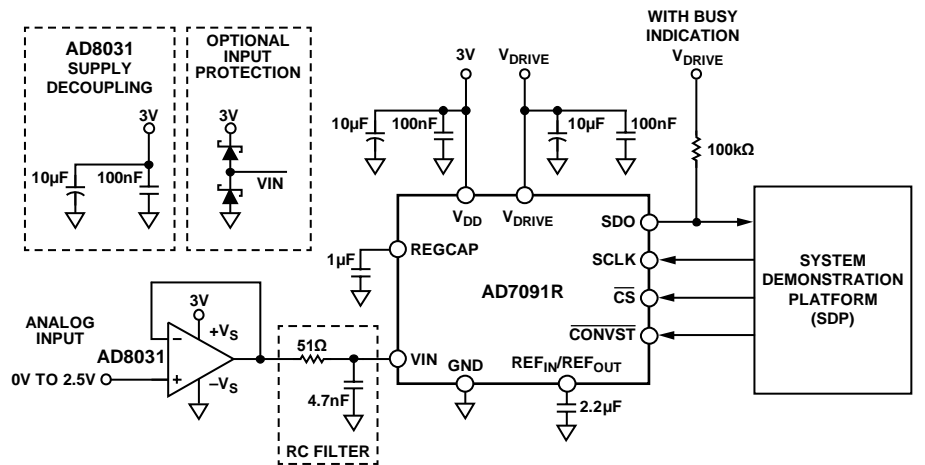 AD8031
SUPPLY
DECOUPLING
3V
10µF
100nF
OPTIONAL
INPUT
PROTECTION
3V
VIN
3V
VDRIVE
10µF
100nF
10µF
100nF
WITH BUSY
INDICATION
VDRIVE
100kΩ
VDD
VDRIVE
SDO
REGCAP
SCLK
1µF
AD7091R
CS
CONVST
SYSTEM
DEMONSTRATION
PLATFORM
(SDP)
3V
+VS
ANALOG
INPUT
AD8031
−
0V TO 2.5V
+
−VS
51Ω
VIN
GND
REFIN/REFOUT
4.7nF
2.2µF
RC FILTER